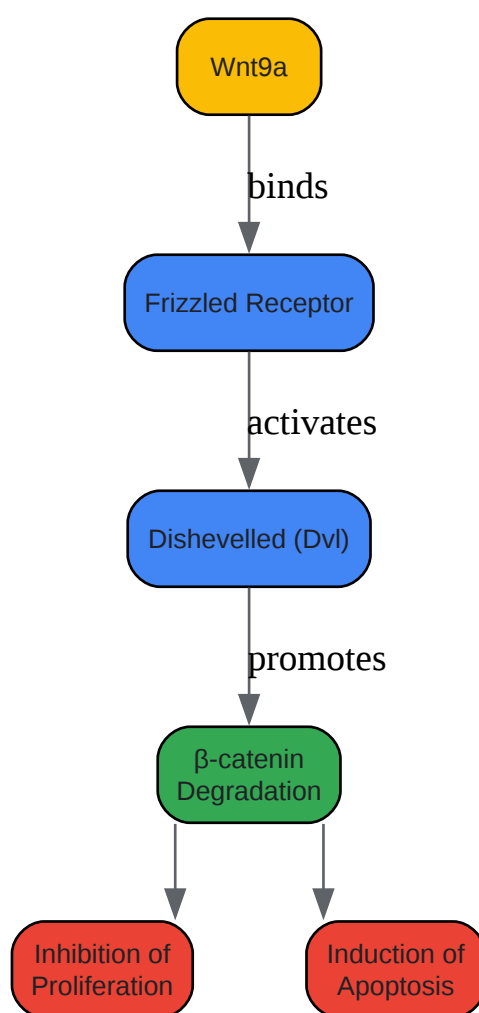 Wnt9a
binds
Frizzled Receptor
activates
Dishevelled (Dvl)
promotes
β-catenin
Degradation
Inhibition of
Proliferation
Induction of
Apoptosis